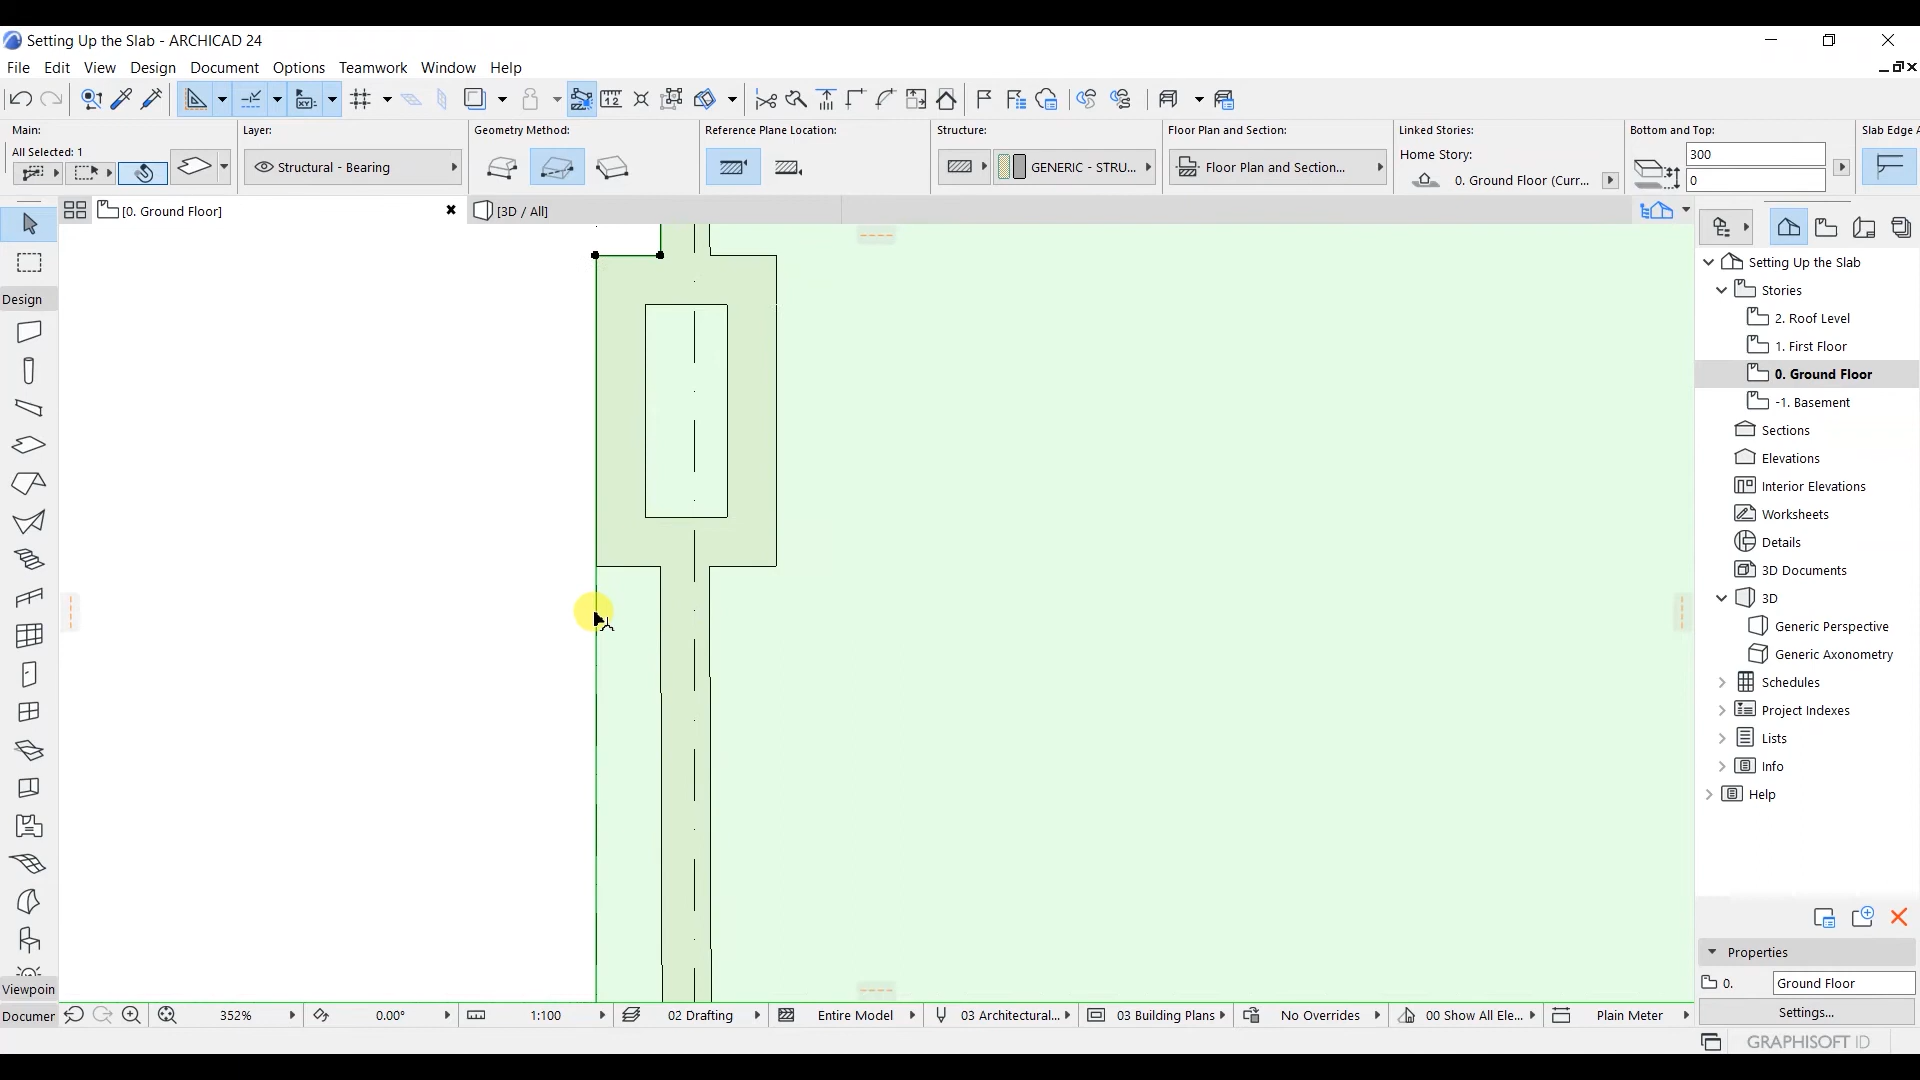 Setting Up the Slab - ARCHICAD 24
File Edit View Design Document Options Teamwork Window Help
Main:
All Selected: 1
Layer:
Structural - Bearing
Geometry Method:
Reference Plane Location:
Structure:
GENERIC - STRU...
Floor Plan and Section:
Floor Plan and Section...
Linked Stories:
Home Story:
0. Ground Floor (Curr...
Bottom and Top:
300
0
Slab Edge A
[0. Ground Floor]
[3D / All]
Design
Viewpoin
Documer
Setting Up the Slab
Stories
2. Roof Level
1. First Floor
0. Ground Floor
-1. Basement
Sections
Elevations
Interior Elevations
Worksheets
Details
3D Documents
3D
Generic Perspective
Generic Axonometry
Schedules
Project Indexes
Lists
Info
Help
Properties
0.
Ground Floor
Settings...
352%
0.00°
1:100
02 Drafting
Entire Model
03 Architectural...
03 Building Plans
No Overrides
00 Show All Ele...
Plain Meter
GRAPHISOFT ID